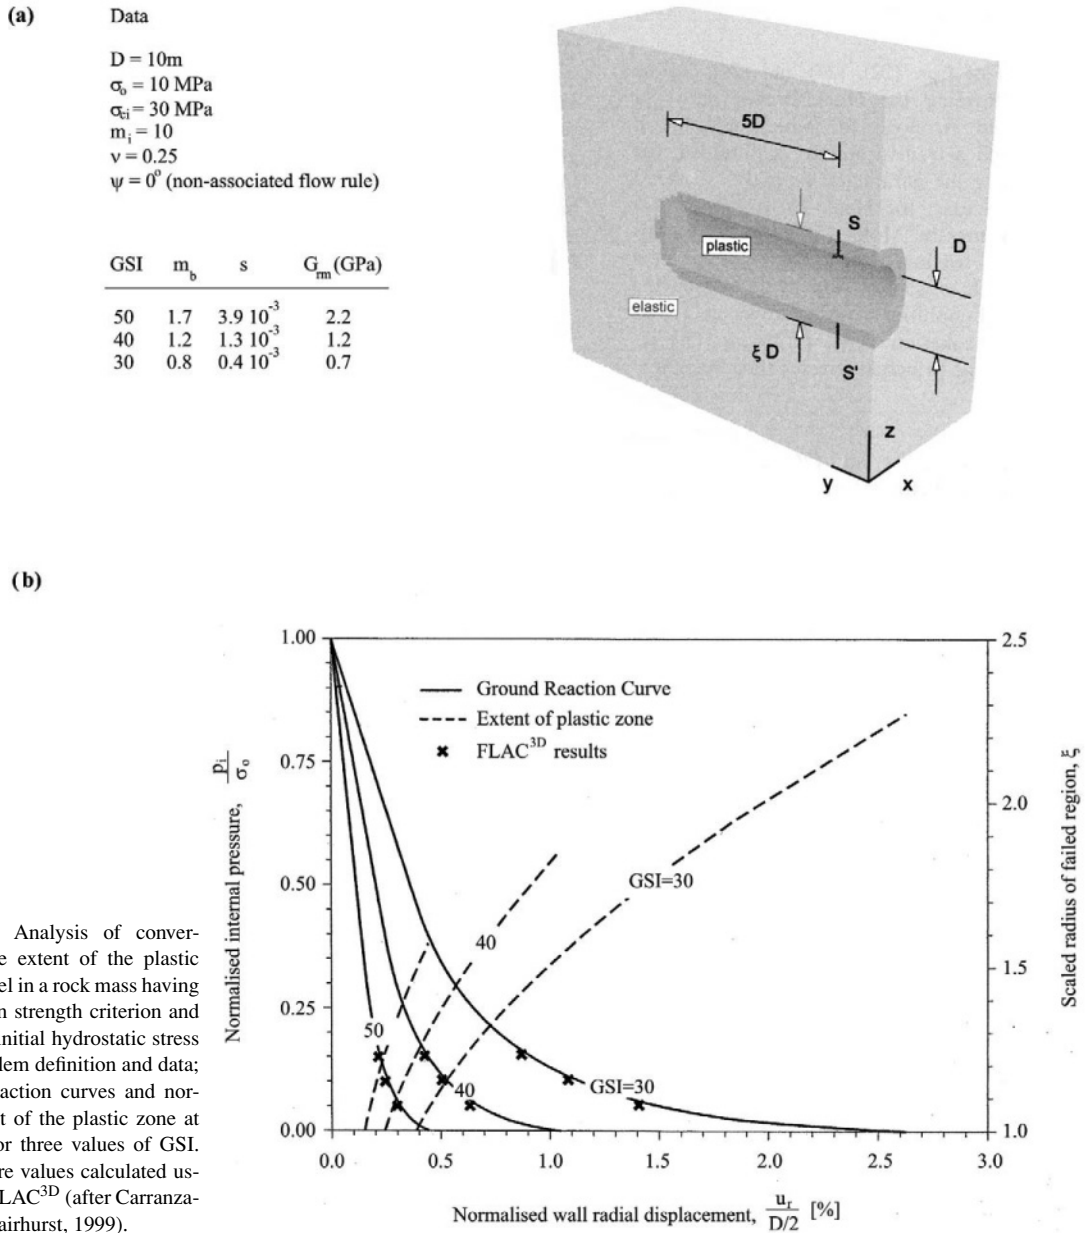 (a)
Data
D = 10m
σo = 10 MPa
σci = 30 MPa
mi = 10
ν = 0.25
ψ = 0° (non-associated flow rule)
GSI mb s Grm (GPa)
50 1.7 3.9 10⁻³ 2.2
40 1.2 1.3 10⁻³ 1.2
30 0.8 0.4 10⁻³ 0.7
5D
S
plastic
D
elastic
ξ D
S'
z
y
x
(b)
1.00
0.75
0.50
0.25
0.00
Normalised internal pressure, pi/σo
Ground Reaction Curve
Extent of plastic zone
FLAC³ᴰ results
GSI=30
40
50
40
GSI=30
2.5
2.0
1.5
1.0
Scaled radius of failed region, ξ
0.0 0.5 1.0 1.5 2.0 2.5 3.0
Normalised wall radial displacement, ur/D/2 [%]
Analysis of conver-
e extent of the plastic
el in a rock mass having
n strength criterion and
initial hydrostatic stress
lem definition and data;
action curves and nor-
t of the plastic zone at
or three values of GSI.
re values calculated us-
LAC³ᴰ (after Carranza-
airhurst, 1999).